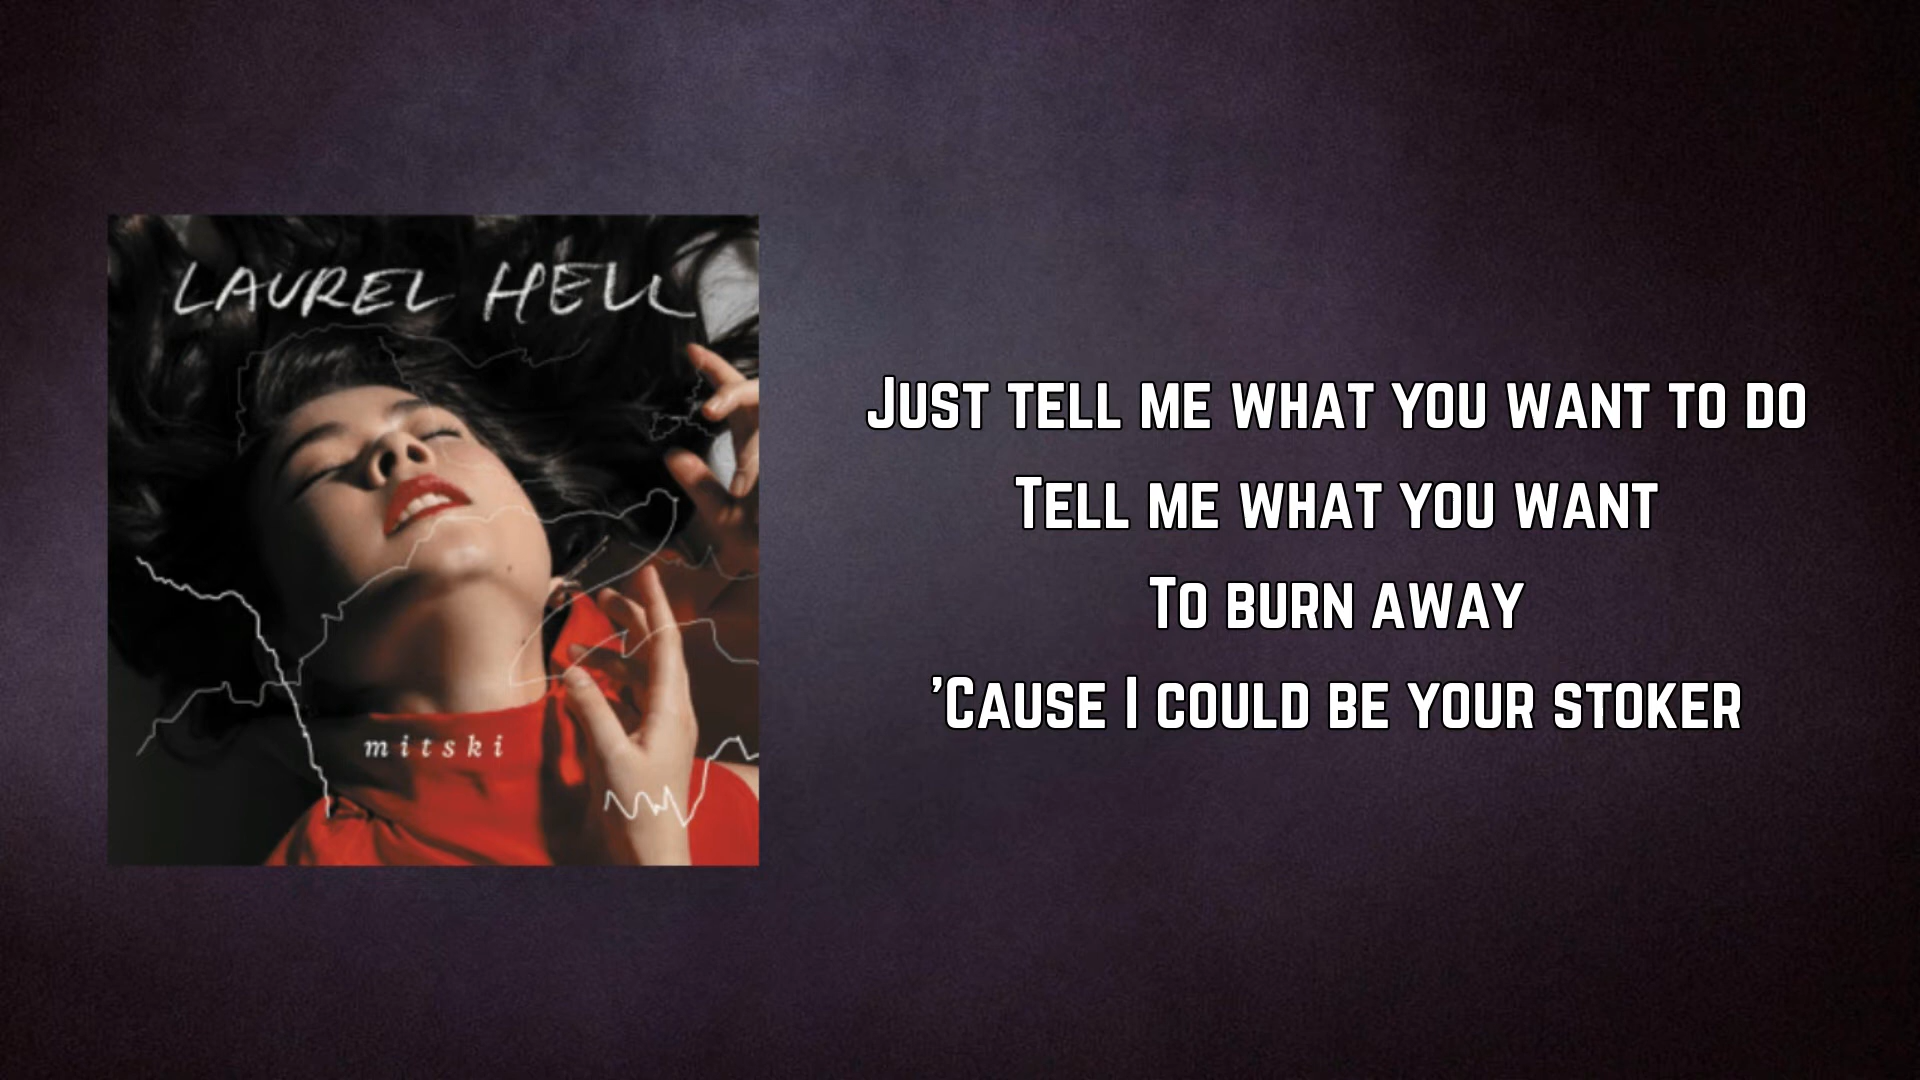 LAUREL HELL
mitski
Just tell me what you want to do
Tell me what you want
To burn away
'Cause I could be your stoker